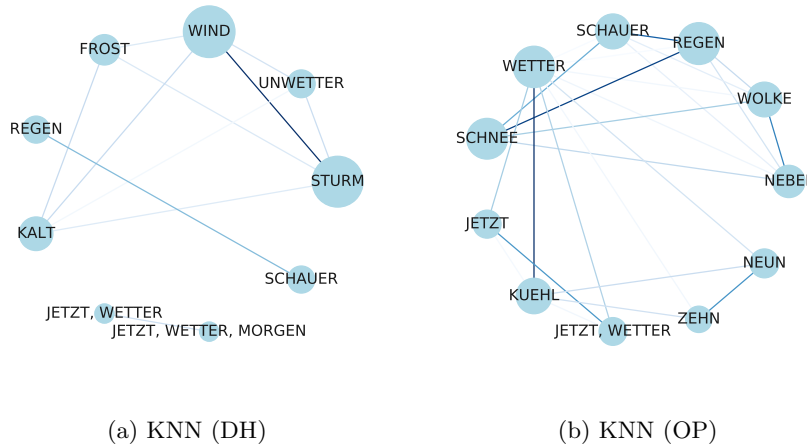 WIND
FROST
UNWETTER
REGEN
STURM
KALT
SCHAUER
JETZT, WETTER
JETZT, WETTER, MORGEN
(a) KNN (DH)
SCHAUER
REGEN
WETTER
WOLKE
SCHNEE
NEBEL
JETZT
NEUN
KUEHL
ZEHN
JETZT, WETTER
(b) KNN (OP)